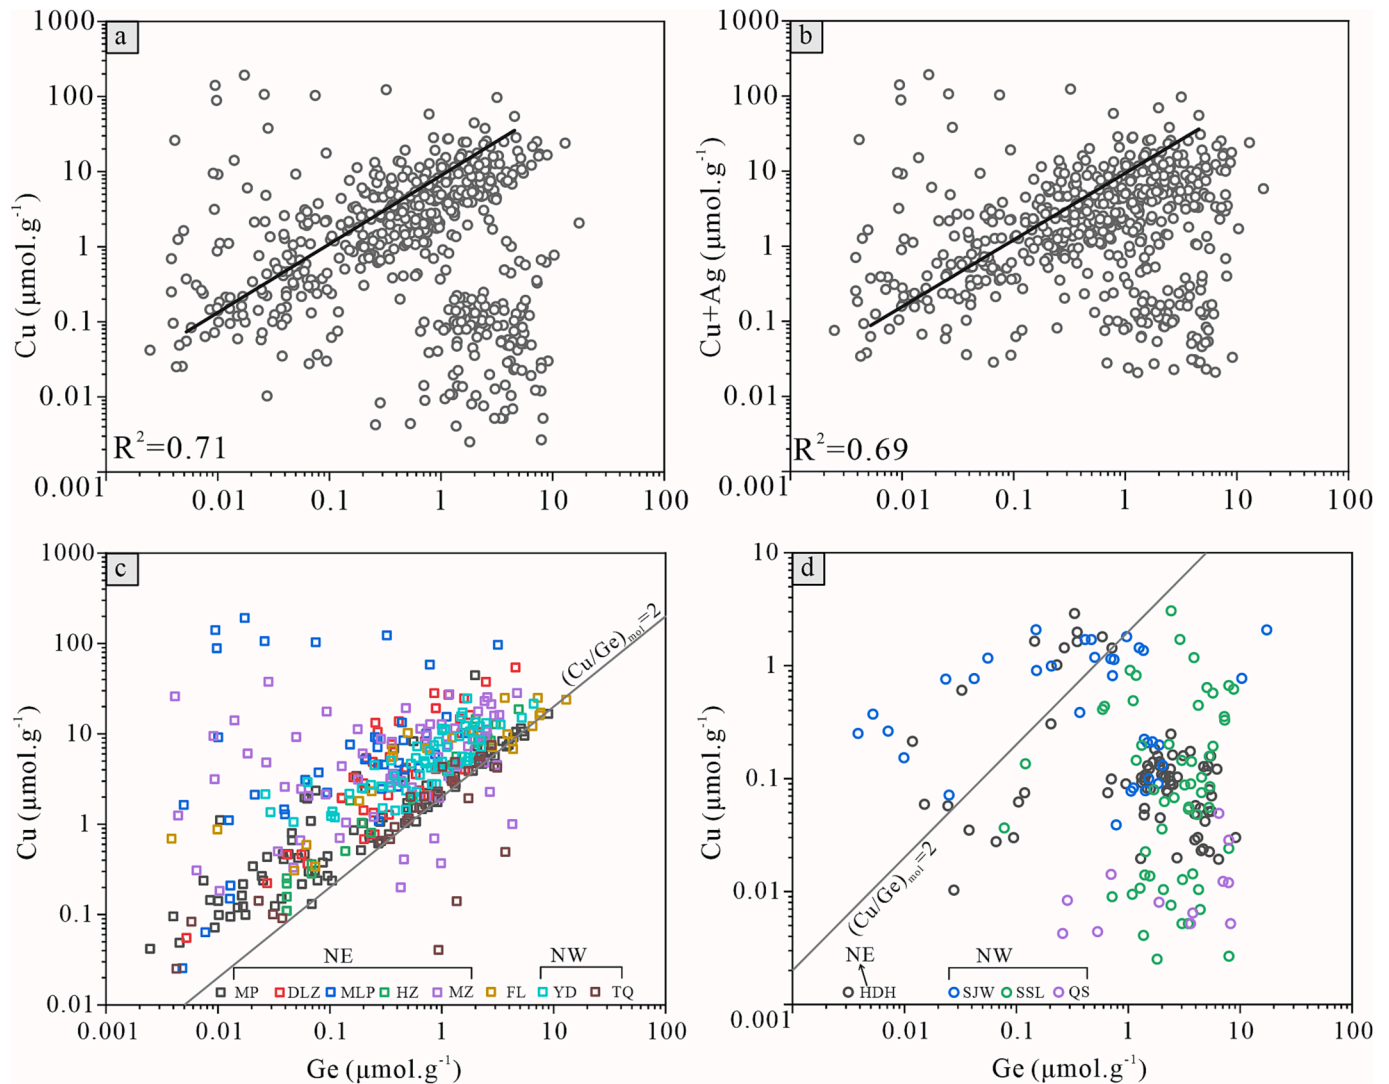 a
1000
100
10
1
0.1
0.01
0.001
Cu (μmol.g⁻¹)
R²=0.71
0.01 0.1 1 10 100
b
1000
100
10
1
0.1
0.01
0.001
Cu+Ag (μmol.g⁻¹)
R²=0.69
0.01 0.1 1 10 100
c
1000
100
10
1
0.1
0.01
Cu (μmol.g⁻¹)
(Cu/Ge)mol=2
NE NW
MP DLZ MLP HZ MZ FL YD TQ
0.001 0.01 0.1 1 10 100
Ge (μmol.g⁻¹)
d
10
1
0.1
0.01
0.001
Cu (μmol.g⁻¹)
(Cu/Ge)mol=2
NE NW
HDH SJW SSL QS
0.01 0.1 1 10 100
Ge (μmol.g⁻¹)